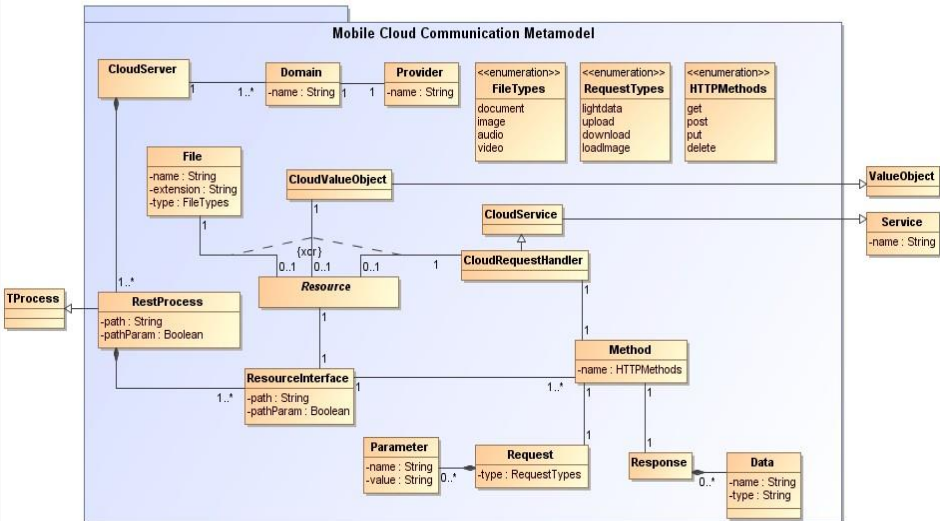 Mobile Cloud Communication Metamodel
CloudServer
1
1..*
Domain
-name : String
1
1
Provider
-name : String
<<enumeration>>
FileTypes
document
image
audio
video
<<enumeration>>
RequestTypes
lightdata
upload
download
loadImage
<<enumeration>>
HTTPMethods
get
post
put
delete
File
-name : String
-extension : String
-type : FileTypes
1
CloudValueObject
1
ValueObject
CloudService
Service
-name : String
{xor}
0..1
0..1
0..1
1
CloudRequestHandler
1
Resource
1
1..*
TProcess
RestProcess
-path : String
-pathParam : Boolean
1
1
Method
-name : HTTPMethods
1..*
ResourceInterface
-path : String
-pathParam : Boolean
1
1..*
1
1
Parameter
-name : String
-value : String
0..*
1
Request
-type : RequestTypes
1
Response
0..*
Data
-name : String
-type : String